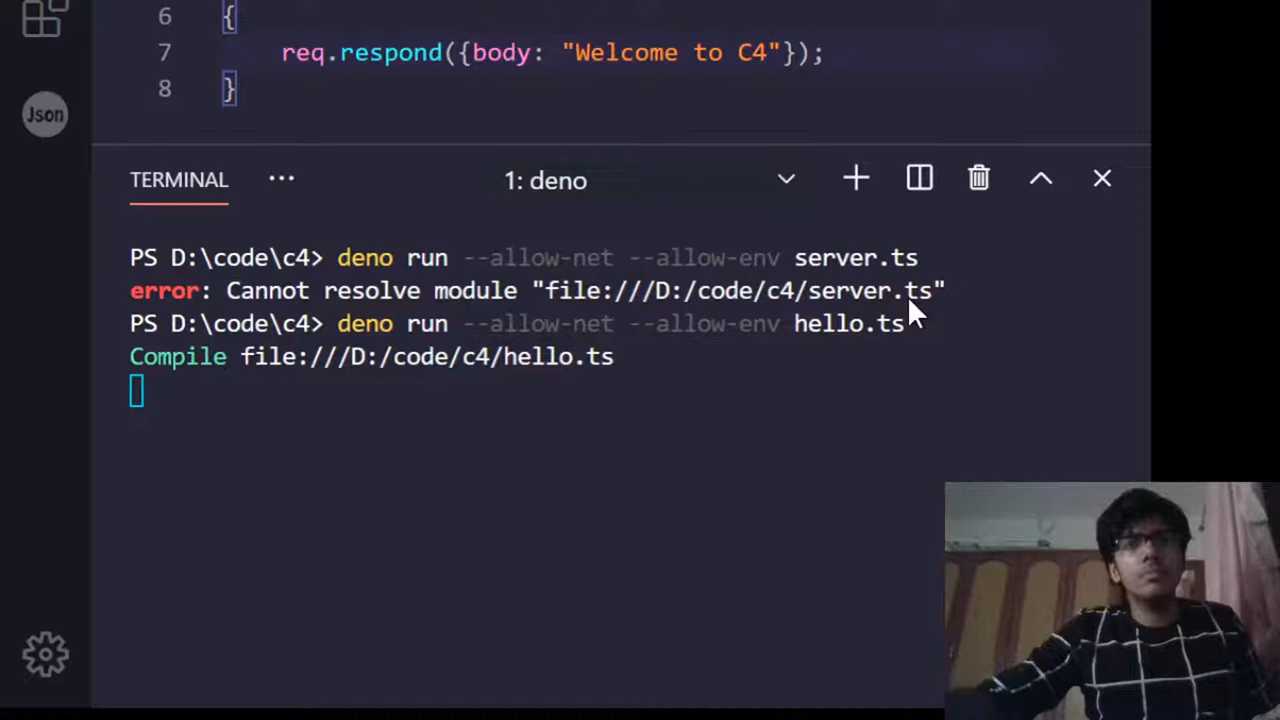 6 {
7 req.respond({body: "Welcome to C4"});
8 }
Json
TERMINAL ··· 1: deno
PS D:\code\c4> deno run --allow-net --allow-env server.ts
error: Cannot resolve module "file:///D:/code/c4/server.ts"
PS D:\code\c4> deno run --allow-net --allow-env hello.ts
Compile file:///D:/code/c4/hello.ts